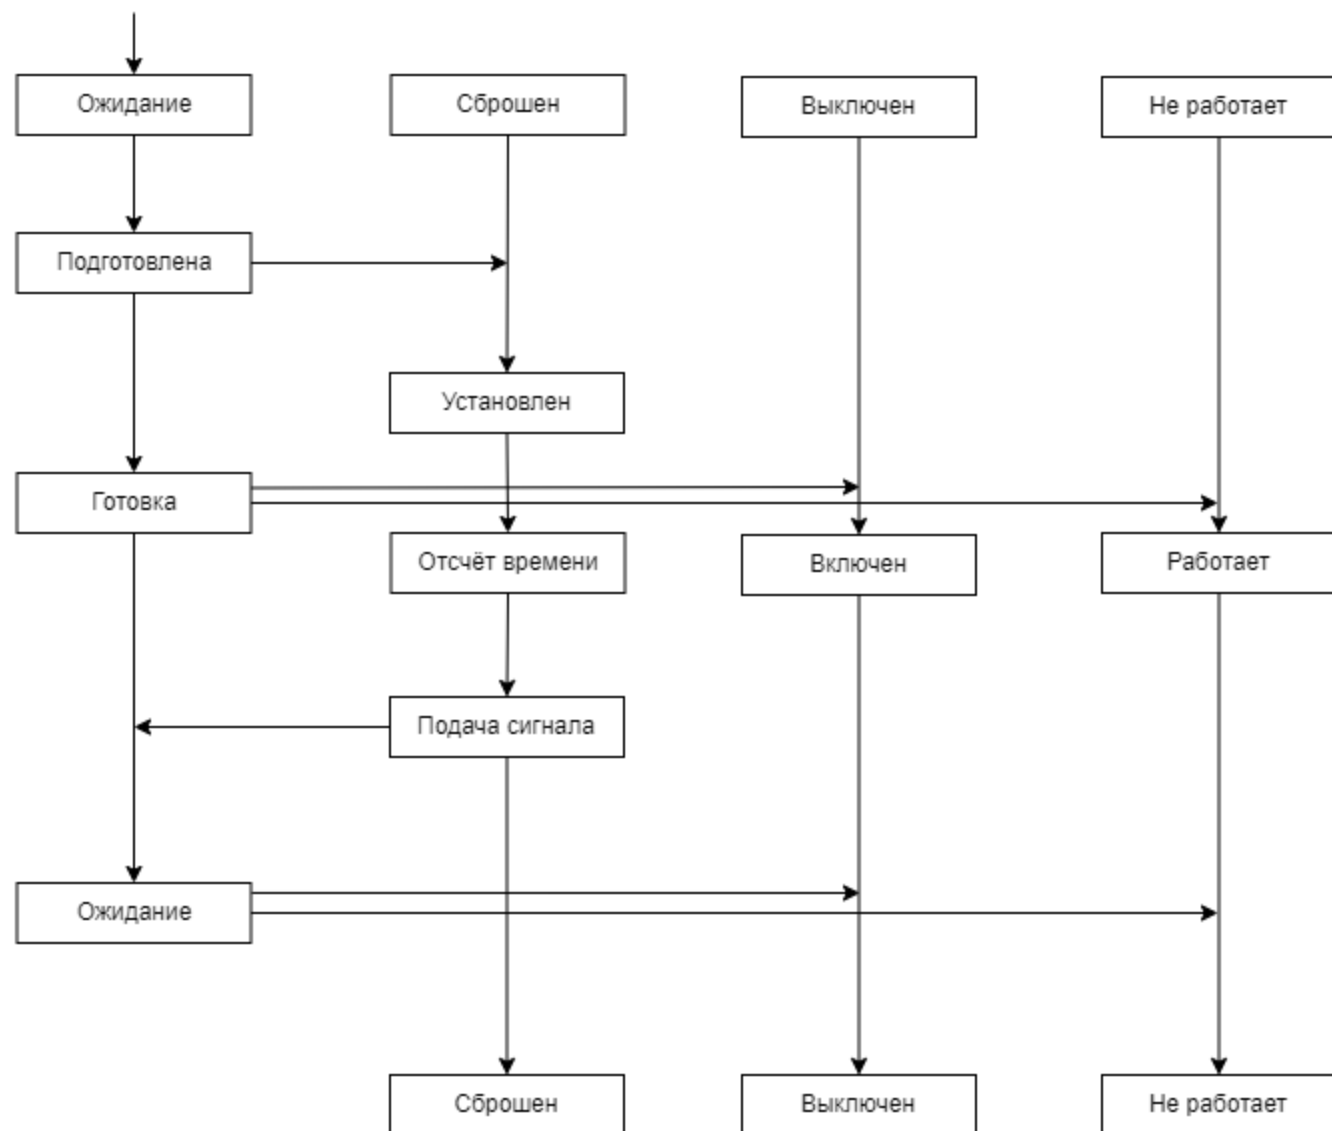 Ожидание
Сброшен
Выключен
Не работает
Подготовлена
Установлен
Готовка
Отсчёт времени
Включен
Работает
Подача сигнала
Ожидание
Сброшен
Выключен
Не работает